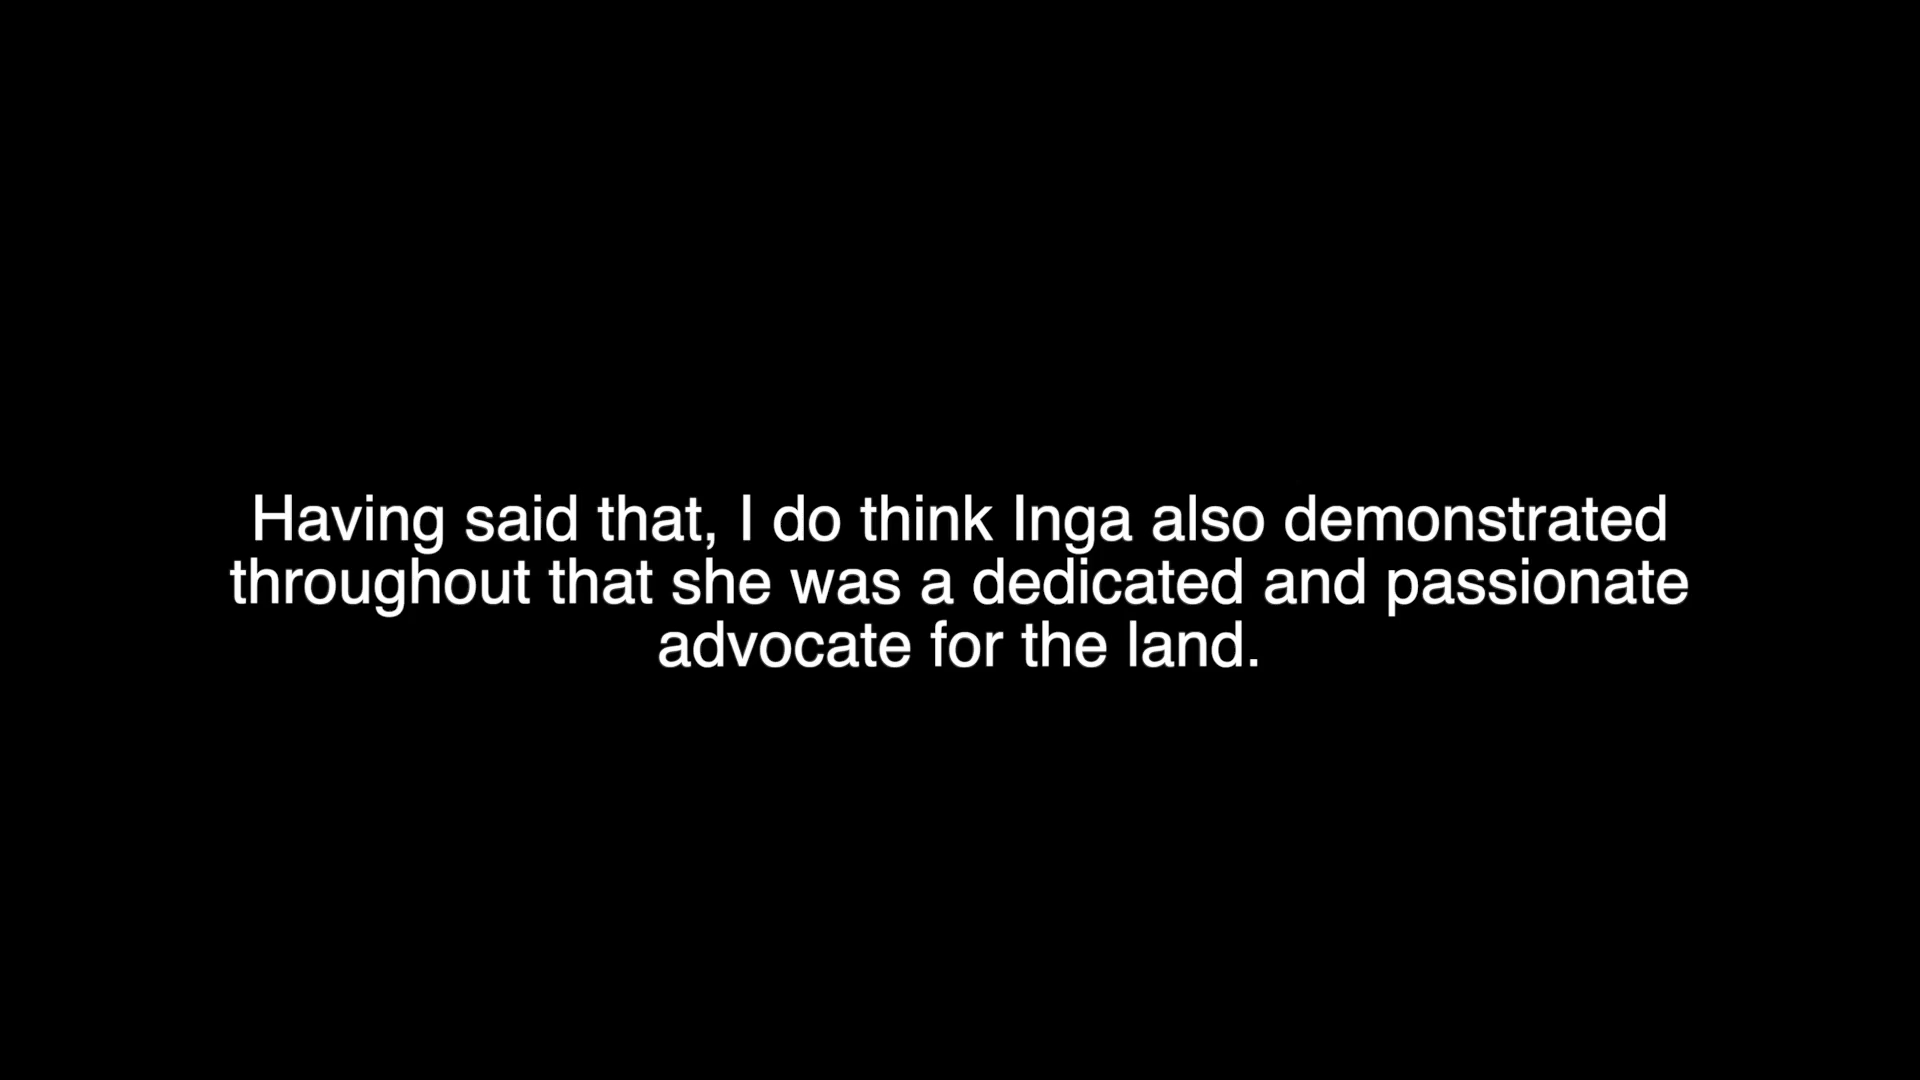 Having said that, I do think Inga also demonstrated
throughout that she was a dedicated and passionate
advocate for the land.